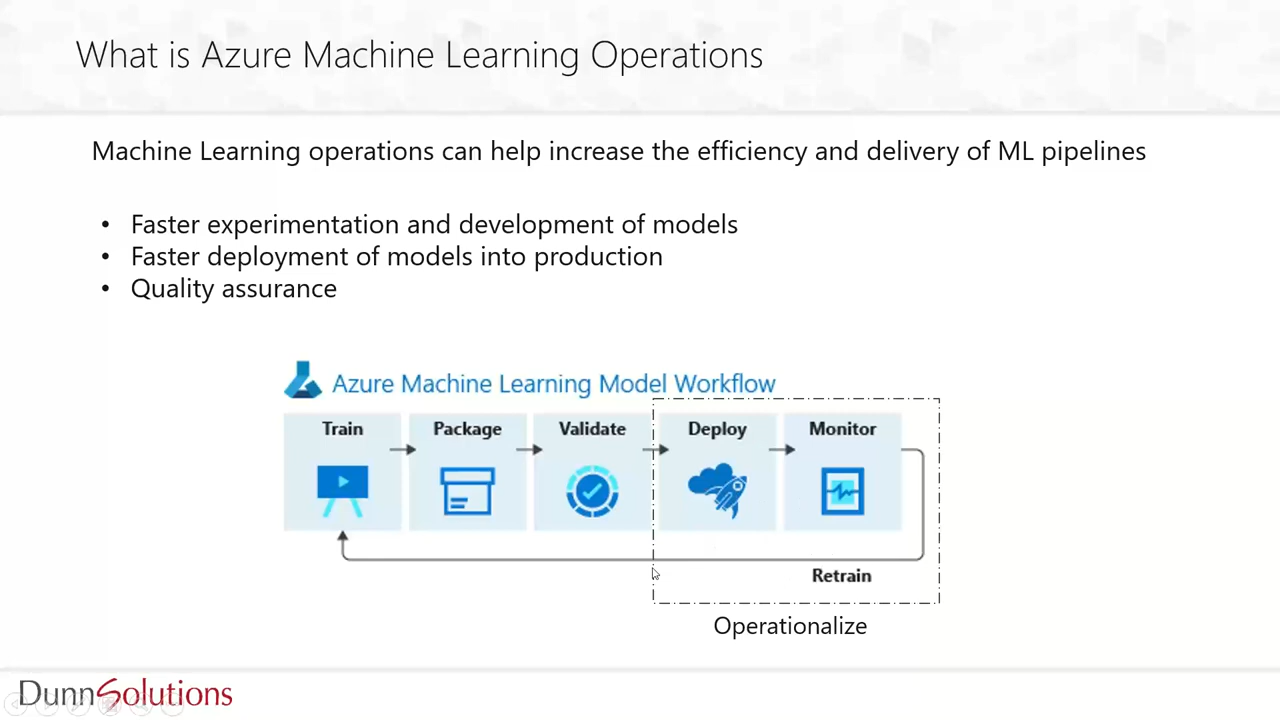 What is Azure Machine Learning Operations
Machine Learning operations can help increase the efficiency and delivery of ML pipelines
• Faster experimentation and development of models
• Faster deployment of models into production
• Quality assurance
Azure Machine Learning Model Workflow
Train Package Validate Deploy Monitor
Retrain
Operationalize
DunnSolutions